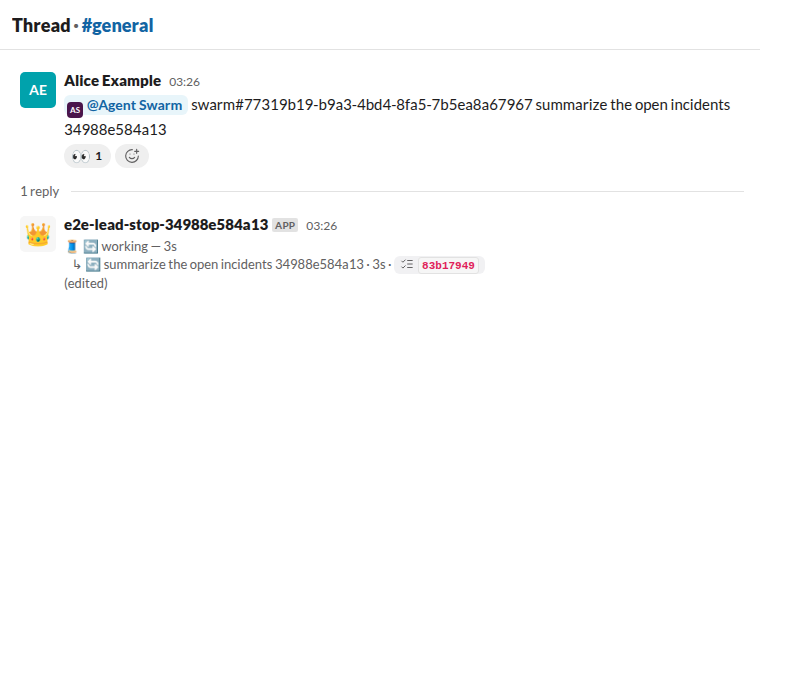 Thread • #general
AE
Alice Example 03:26
AS @Agent Swarm swarm#77319b19-b9a3-4bd4-8fa5-7b5ea8a67967 summarize the open incidents
34988e584a13
1
1 reply
e2e-lead-stop-34988e584a13 APP 03:26
working — 3s
↳ summarize the open incidents 34988e584a13 · 3s · 83b17949
(edited)